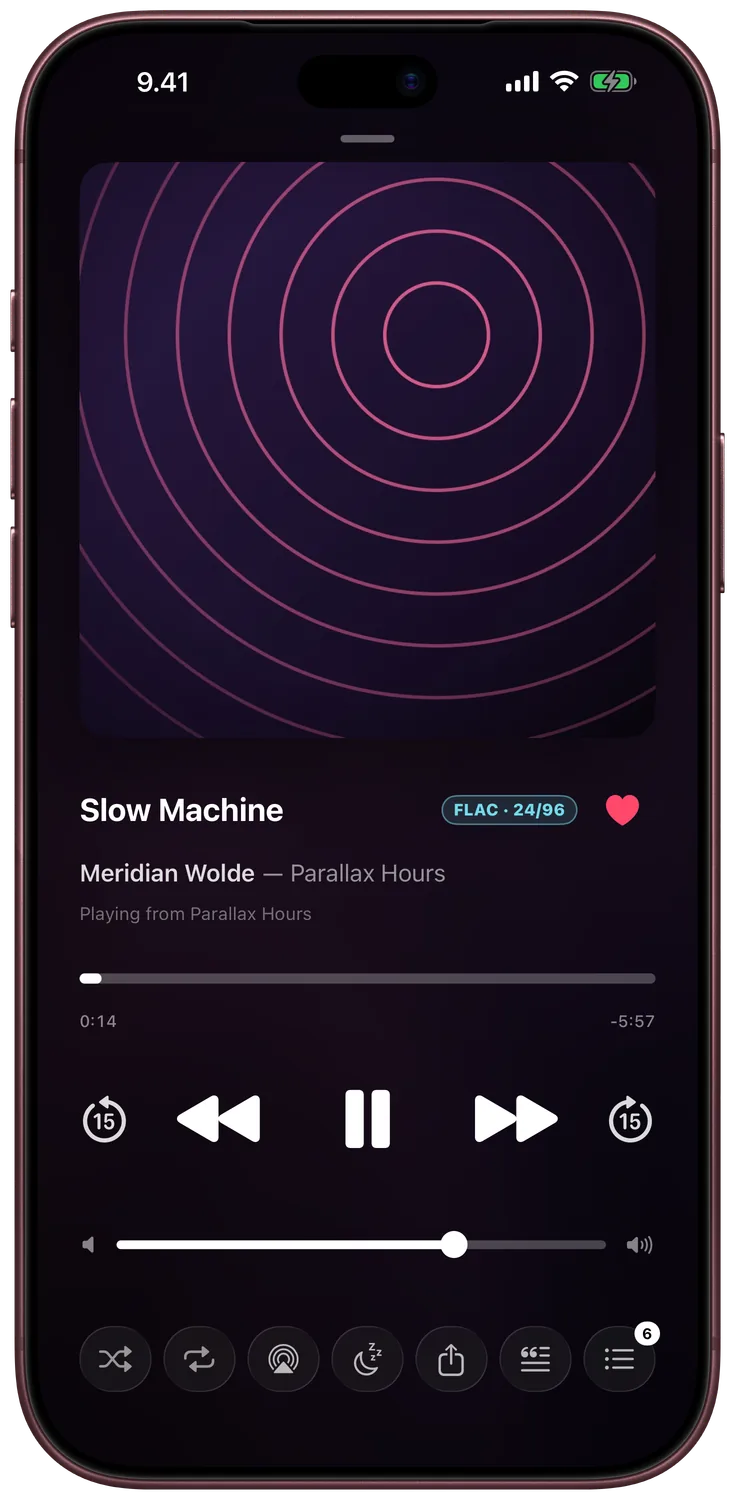 9.41
Slow Machine
FLAC · 24/96
Meridian Wolde — Parallax Hours
Playing from Parallax Hours
0:14
-5:57
15
15
zzz
6